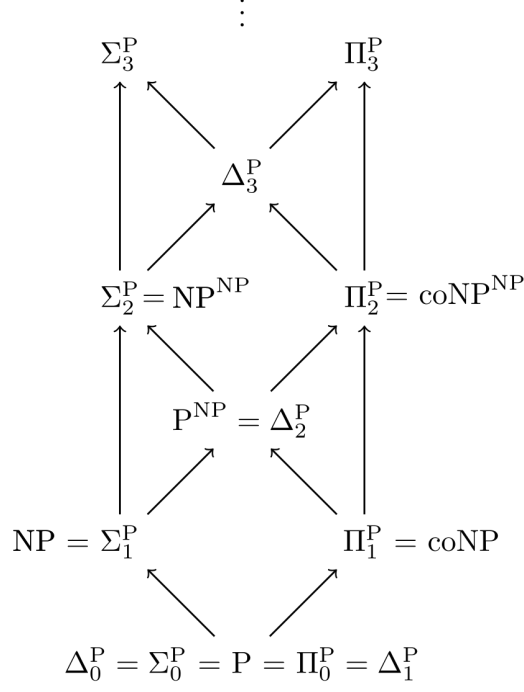 ⋮
Σ₃ᴾ Π₃ᴾ
Δ₃ᴾ
Σ₂ᴾ = NPᴺᴾ Π₂ᴾ = coNPᴺᴾ
Pᴺᴾ = Δ₂ᴾ
NP = Σ₁ᴾ Π₁ᴾ = coNP
Δ₀ᴾ = Σ₀ᴾ = P = Π₀ᴾ = Δ₁ᴾ